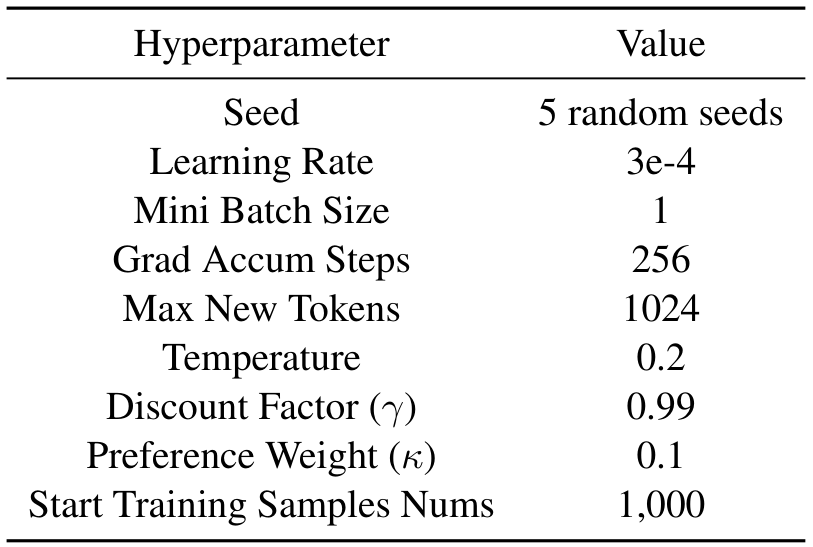 Hyperparameter Value
Seed 5 random seeds
Learning Rate 3e-4
Mini Batch Size 1
Grad Accum Steps 256
Max New Tokens 1024
Temperature 0.2
Discount Factor (γ) 0.99
Preference Weight (κ) 0.1
Start Training Samples Nums 1,000